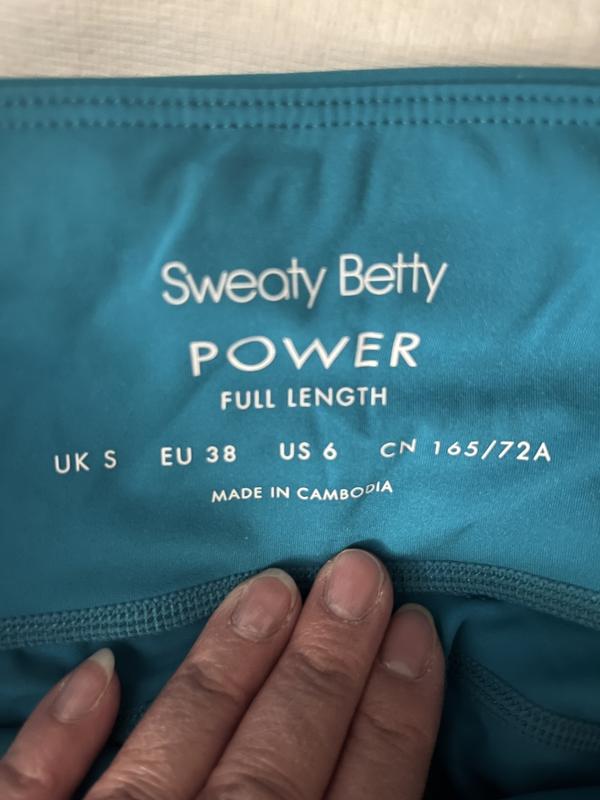 Sweaty Betty
POWER
FULL LENGTH
UK S EU 38 US 6 CN 165/72A
MADE IN CAMBODIA